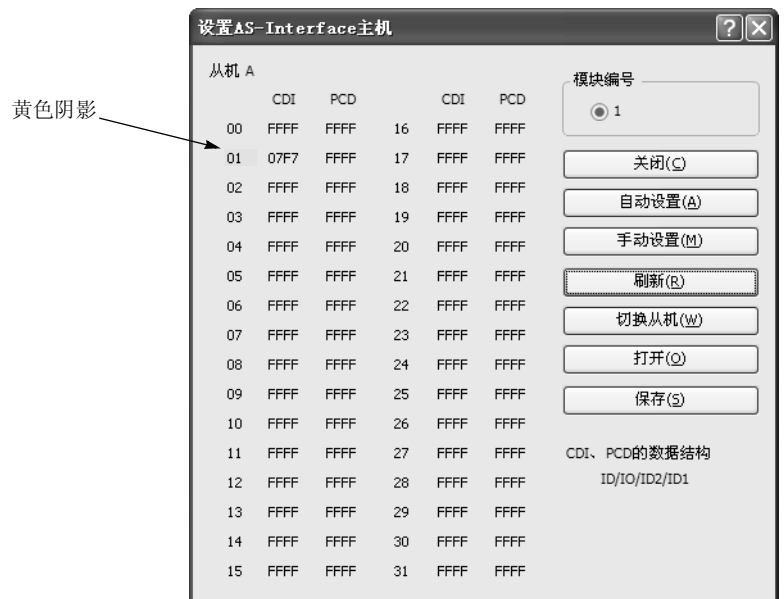 设置AS-Interface主机
从机 A
黄色阴影
CDI PCD CDI PCD
00 FFFF FFFF 16 FFFF FFFF
01 07F7 FFFF 17 FFFF FFFF
02 FFFF FFFF 18 FFFF FFFF
03 FFFF FFFF 19 FFFF FFFF
04 FFFF FFFF 20 FFFF FFFF
05 FFFF FFFF 21 FFFF FFFF
06 FFFF FFFF 22 FFFF FFFF
07 FFFF FFFF 23 FFFF FFFF
08 FFFF FFFF 24 FFFF FFFF
09 FFFF FFFF 25 FFFF FFFF
10 FFFF FFFF 26 FFFF FFFF
11 FFFF FFFF 27 FFFF FFFF
12 FFFF FFFF 28 FFFF FFFF
13 FFFF FFFF 29 FFFF FFFF
14 FFFF FFFF 30 FFFF FFFF
15 FFFF FFFF 31 FFFF FFFF
模块编号
1
关闭(C)
自动设置(A)
手动设置(M)
刷新(R)
切换从机(W)
打开(O)
保存(S)
CDI、PCD的数据结构
ID/IO/ID2/ID1